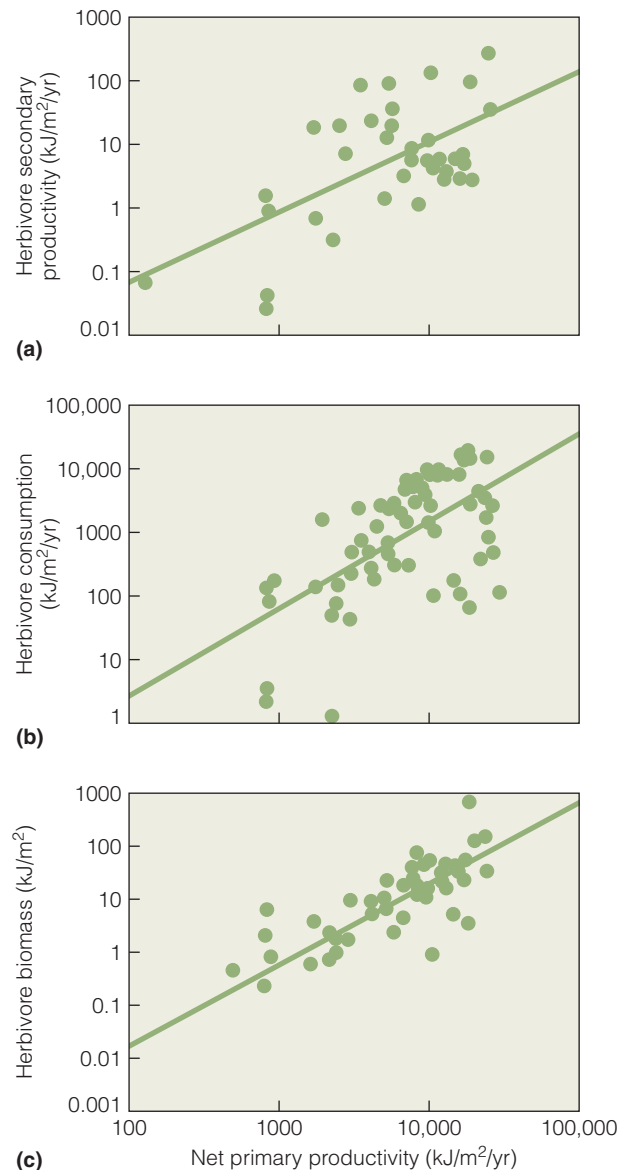 1000
100
10
1
0.1
0.01
Herbivore secondary
productivity (kJ/m²/yr)
(a)
100,000
10,000
1000
100
10
1
Herbivore consumption
(kJ/m²/yr)
(b)
1000
100
10
1
0.1
0.01
0.001
Herbivore biomass (kJ/m²)
100 1000 10,000 100,000
(c) Net primary productivity (kJ/m²/yr)